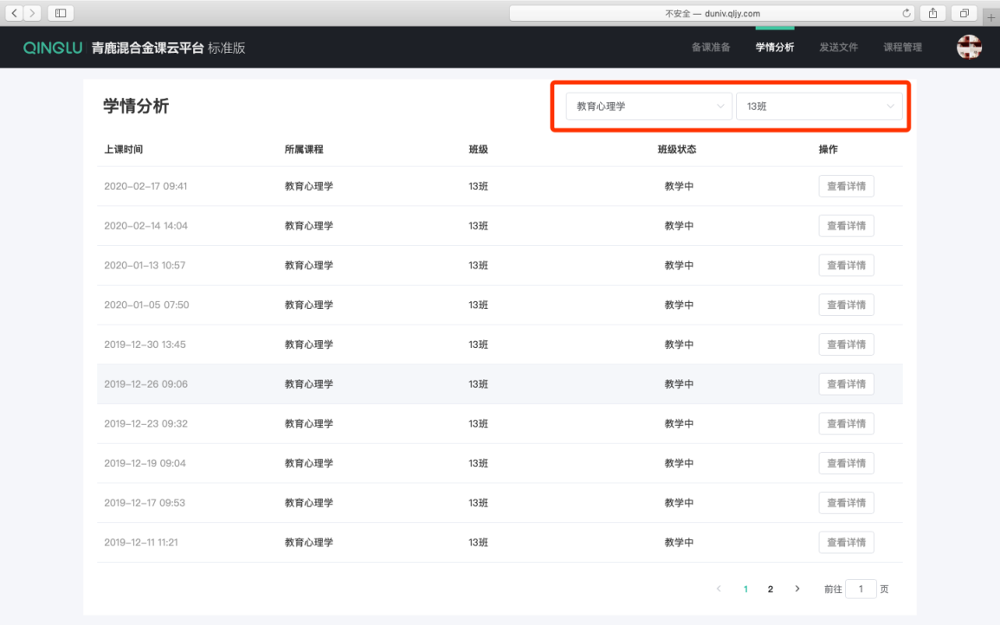 不安全 — duniv.qljy.com
QINGLU 青鹿混合金课云平台 标准版 备课准备 学情分析 发送文件 课程管理
学情分析 教育心理学 13班
上课时间 所属课程 班级 班级状态 操作
2020-02-17 09:41 教育心理学 13班 教学中 查看详情
2020-02-14 14:04 教育心理学 13班 教学中 查看详情
2020-01-13 10:57 教育心理学 13班 教学中 查看详情
2020-01-05 07:50 教育心理学 13班 教学中 查看详情
2019-12-30 13:45 教育心理学 13班 教学中 查看详情
2019-12-26 09:06 教育心理学 13班 教学中 查看详情
2019-12-23 09:32 教育心理学 13班 教学中 查看详情
2019-12-19 09:04 教育心理学 13班 教学中 查看详情
2019-12-17 09:53 教育心理学 13班 教学中 查看详情
2019-12-11 11:21 教育心理学 13班 教学中 查看详情
1 2 前往 1 页